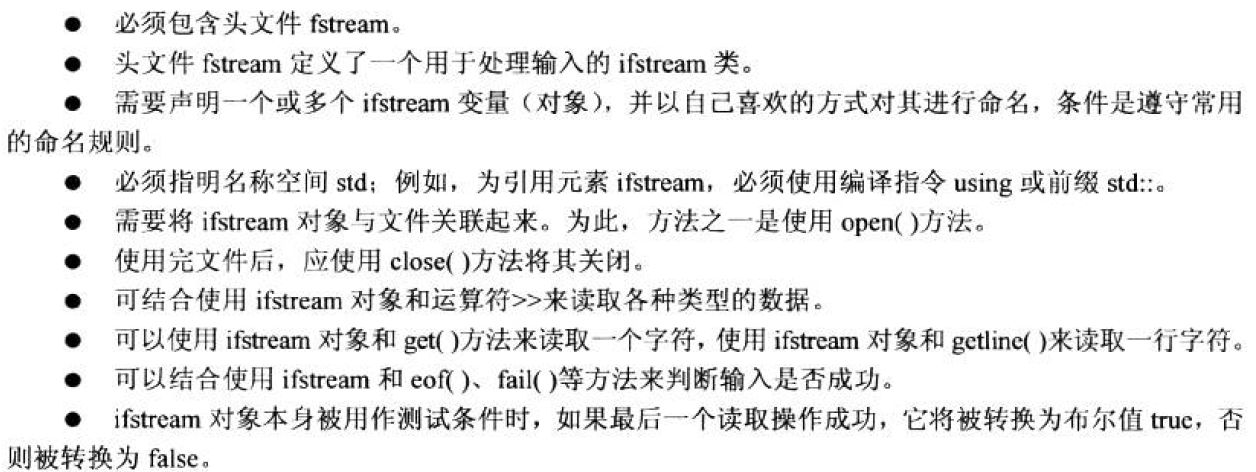 ● 必须包含头文件 fstream。
● 头文件 fstream 定义了一个用于处理输入的 ifstream 类。
● 需要声明一个或多个 ifstream 变量（对象），并以自己喜欢的方式对其进行命名，条件是遵守常用
的命名规则。
● 必须指明名称空间 std；例如，为引用元素 ifstream，必须使用编译指令 using 或前缀 std::。
● 需要将 ifstream 对象与文件关联起来。为此，方法之一是使用 open( )方法。
● 使用完文件后，应使用 close( )方法将其关闭。
● 可结合使用 ifstream 对象和运算符>>来读取各种类型的数据。
● 可以使用 ifstream 对象和 get( )方法来读取一个字符，使用 ifstream 对象和 getline( )来读取一行字符。
● 可以结合使用 ifstream 和 eof( )、fail( )等方法来判断输入是否成功。
● ifstream 对象本身被用作测试条件时，如果最后一个读取操作成功，它将被转换为布尔值 true，否
则被转换为 false。